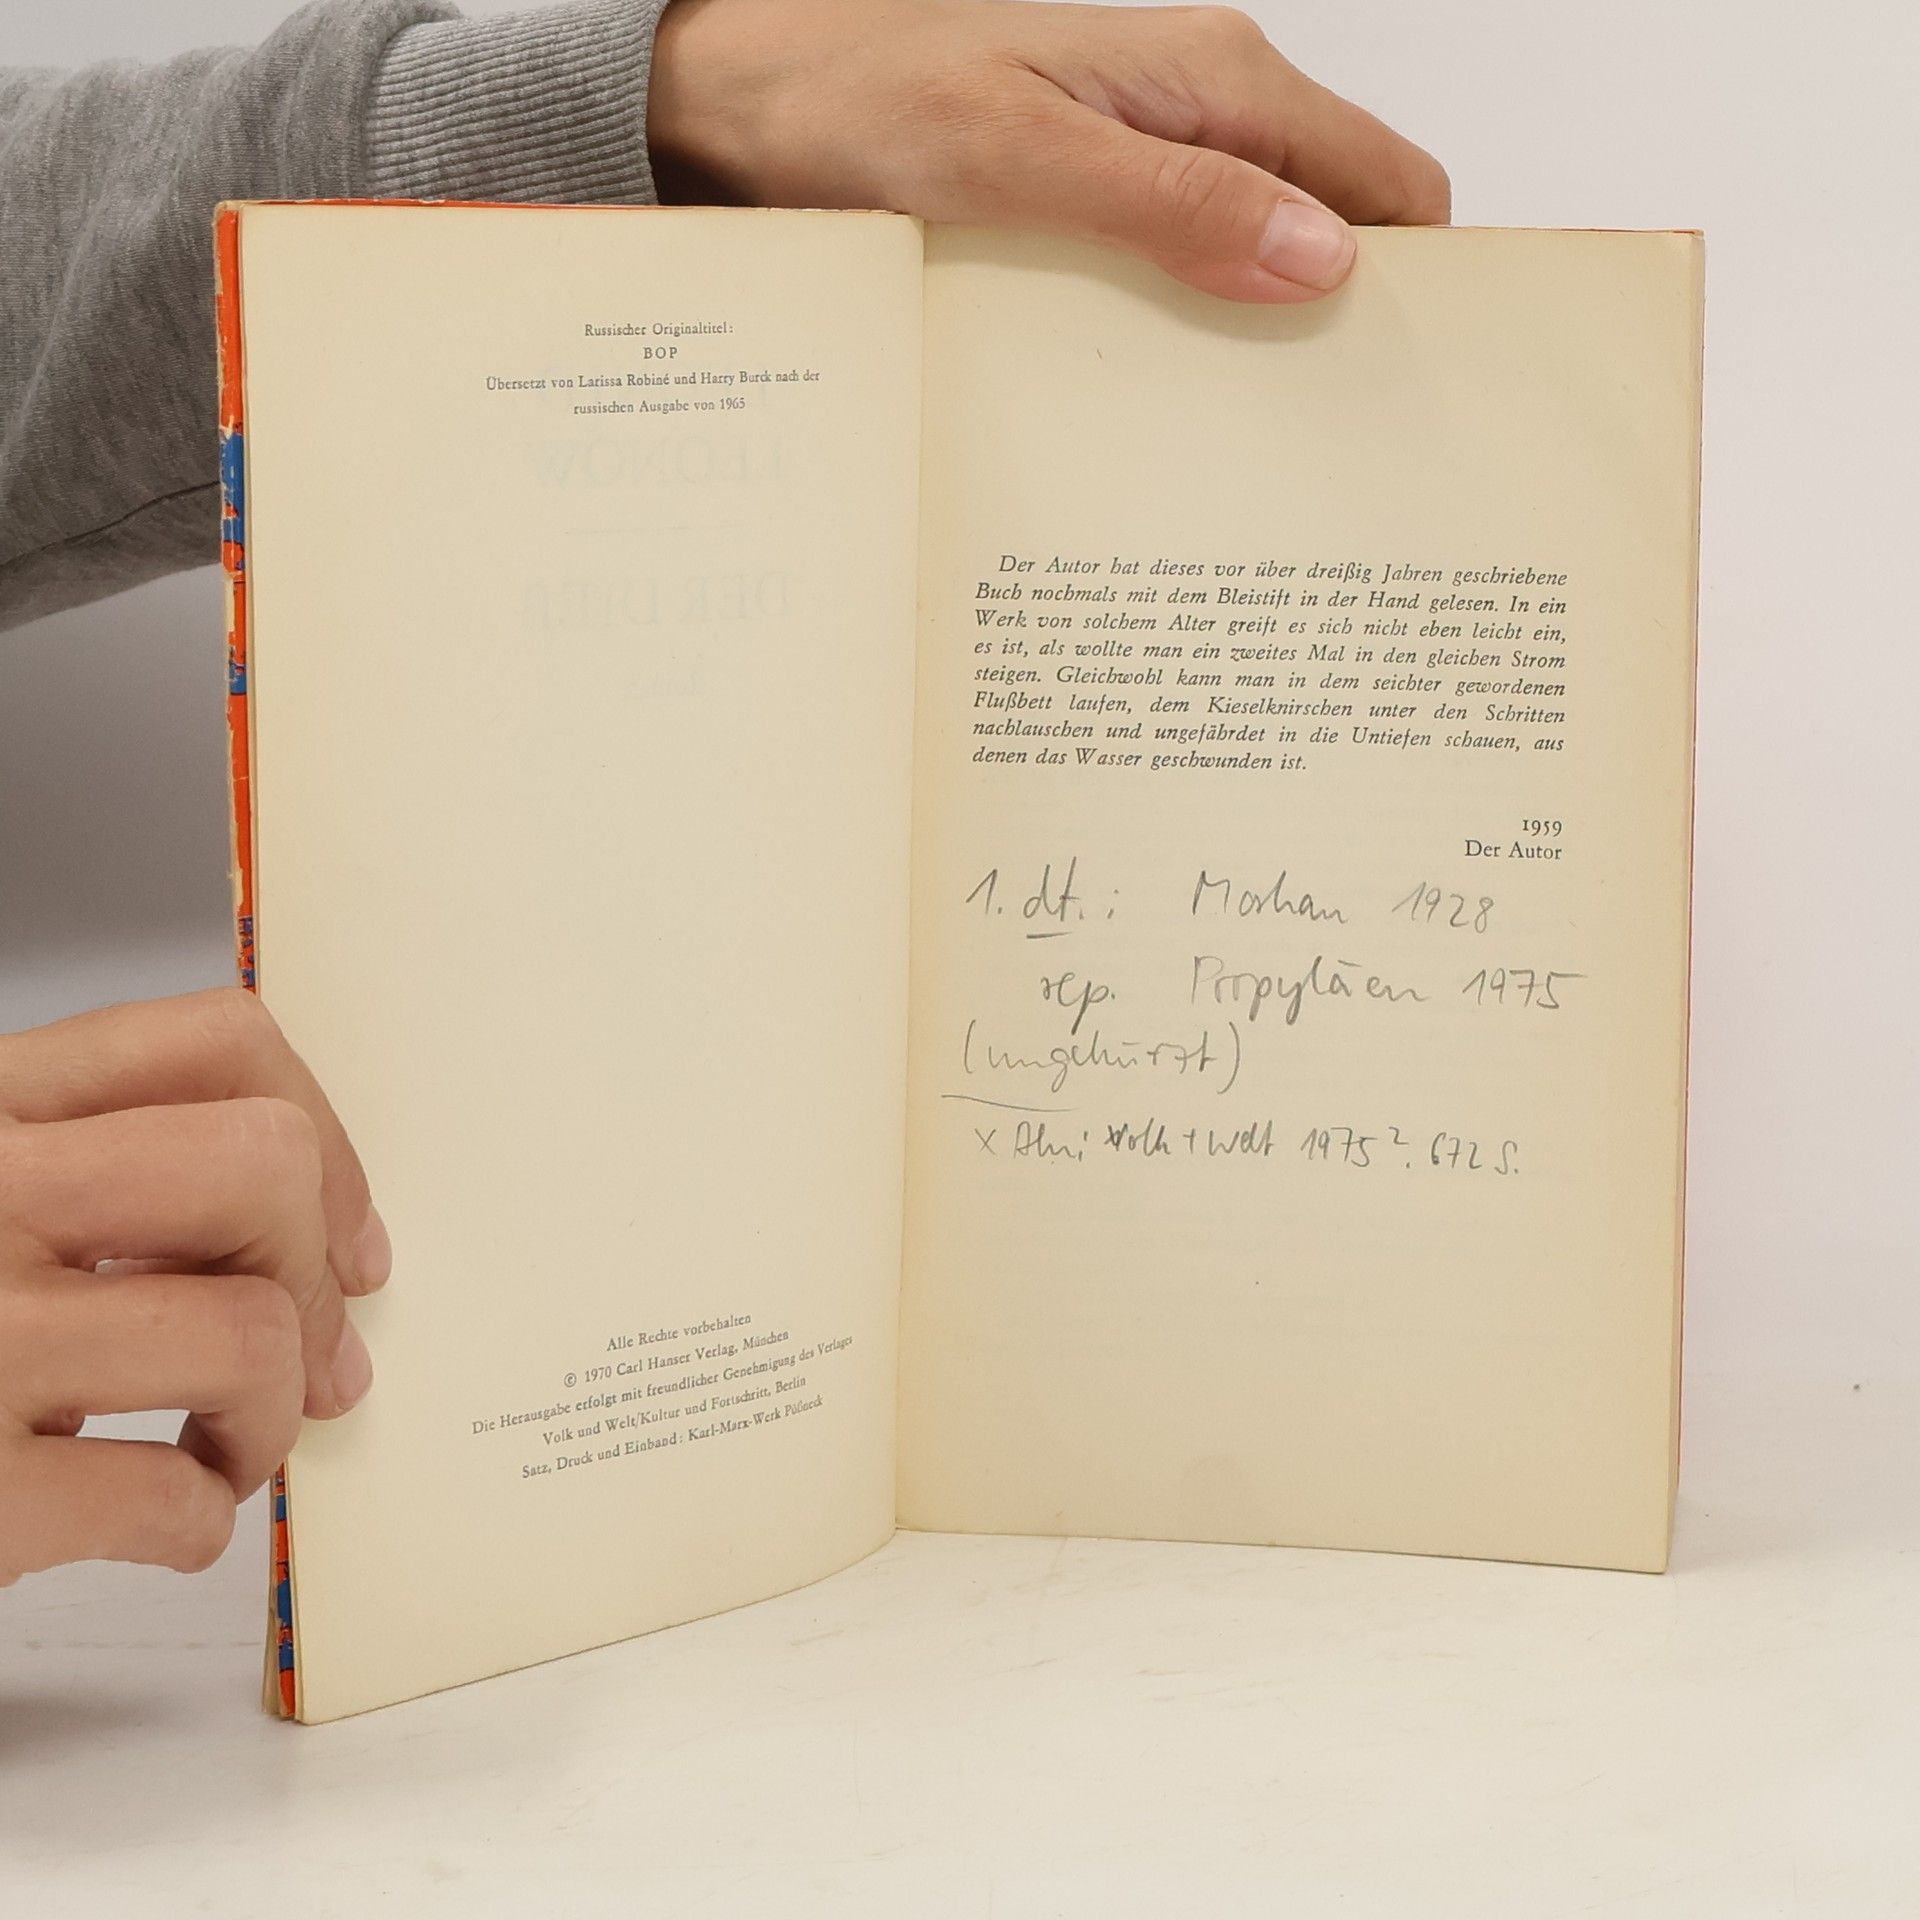 Russischer Originaltitel:
ВОР
Übersetzt von Larissa Robiné und Harry Burck nach der
russischen Ausgabe von 1965
Alle Rechte vorbehalten
© 1970 Carl Hanser Verlag, München
Die Herausgabe erfolgt mit freundlicher Genehmigung des Verlages
Volk und Welt/Kultur und Fortschritt, Berlin
Satz, Druck und Einband: Karl-Marx-Werk Pößneck
Der Autor hat dieses vor über dreißig Jahren geschriebene
Buch nochmals mit dem Bleistift in der Hand gelesen. In ein
Werk von solchem Alter greift es sich nicht eben leicht ein,
es ist, als wollte man ein zweites Mal in den gleichen Strom
steigen. Gleichwohl kann man in dem seichter gewordenen
Flußbett laufen, dem Kieselknirschen unter den Schritten
nachlauschen und ungefährdet in die Untiefen schauen, aus
denen das Wasser geschwunden ist.
1959
Der Autor
1. dt.: 1928
rep. Propyläen 1975
(ungekürzt)
x Volk + Welt 1975². 672 S.